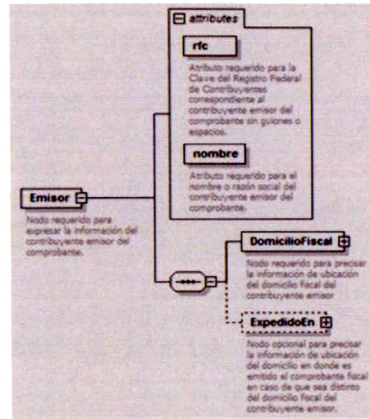 attributes
rfc
Atributo requerido para la
Clave del Registro Federal
de Contribuyentes
correspondiente al
contribuyente emisor del
comprobante sin guiones o
espacios.
nombre
Atributo requerido para el
nombre o razón social del
contribuyente emisor del
comprobante.
Emisor
Nodo requerido para
expresar la información del
contribuyente emisor del
comprobante.
DomicilioFiscal
Nodo requerido para precisar
la información de ubicación
del domicilio fiscal del
contribuyente emisor
ExpedidoEn
Nodo opcional para precisar
la información de ubicación
del domicilio en donde es
emitido el comprobante fiscal
en caso de que sea distinto
del domicilio fiscal del
contribuyente emisor.